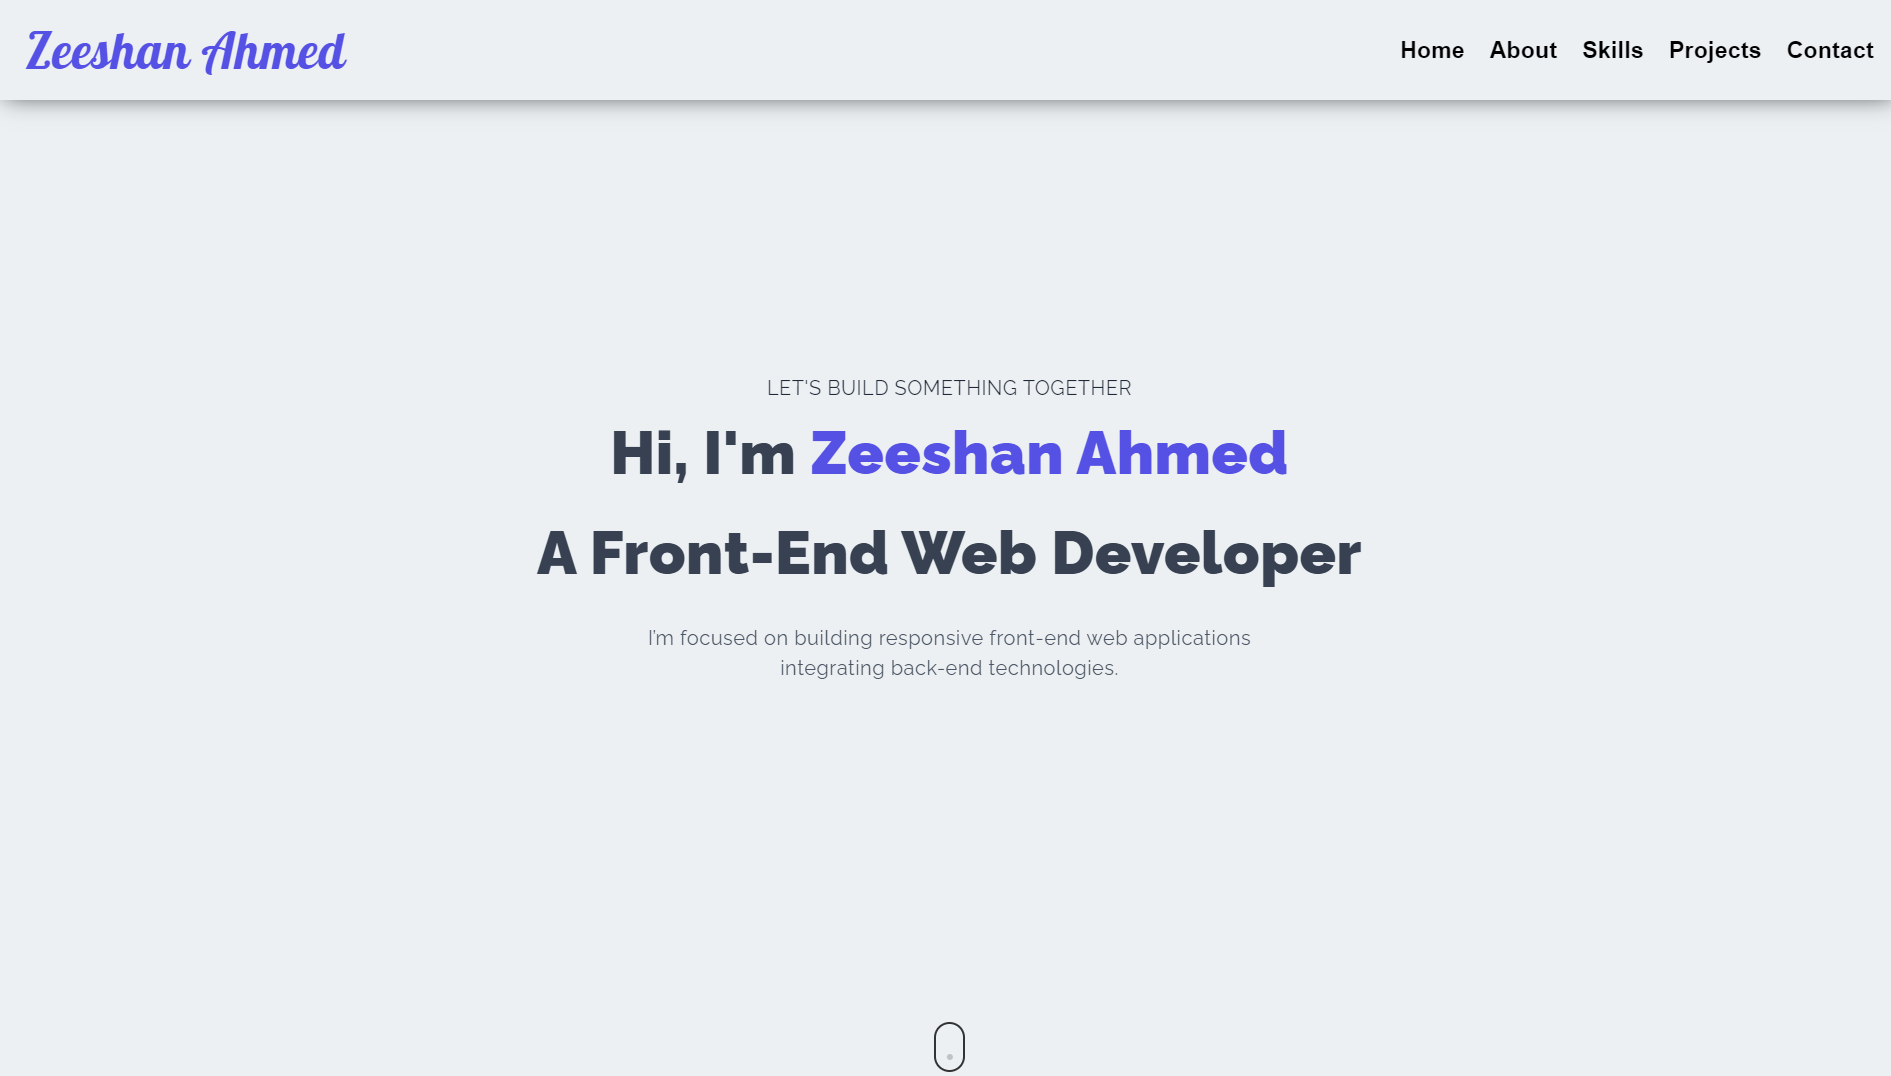 Zeeshan Ahmed
Home About Skills Projects Contact
LET'S BUILD SOMETHING TOGETHER
Hi, I'm Zeeshan Ahmed
A Front-End Web Developer
I'm focused on building responsive front-end web applications
integrating back-end technologies.